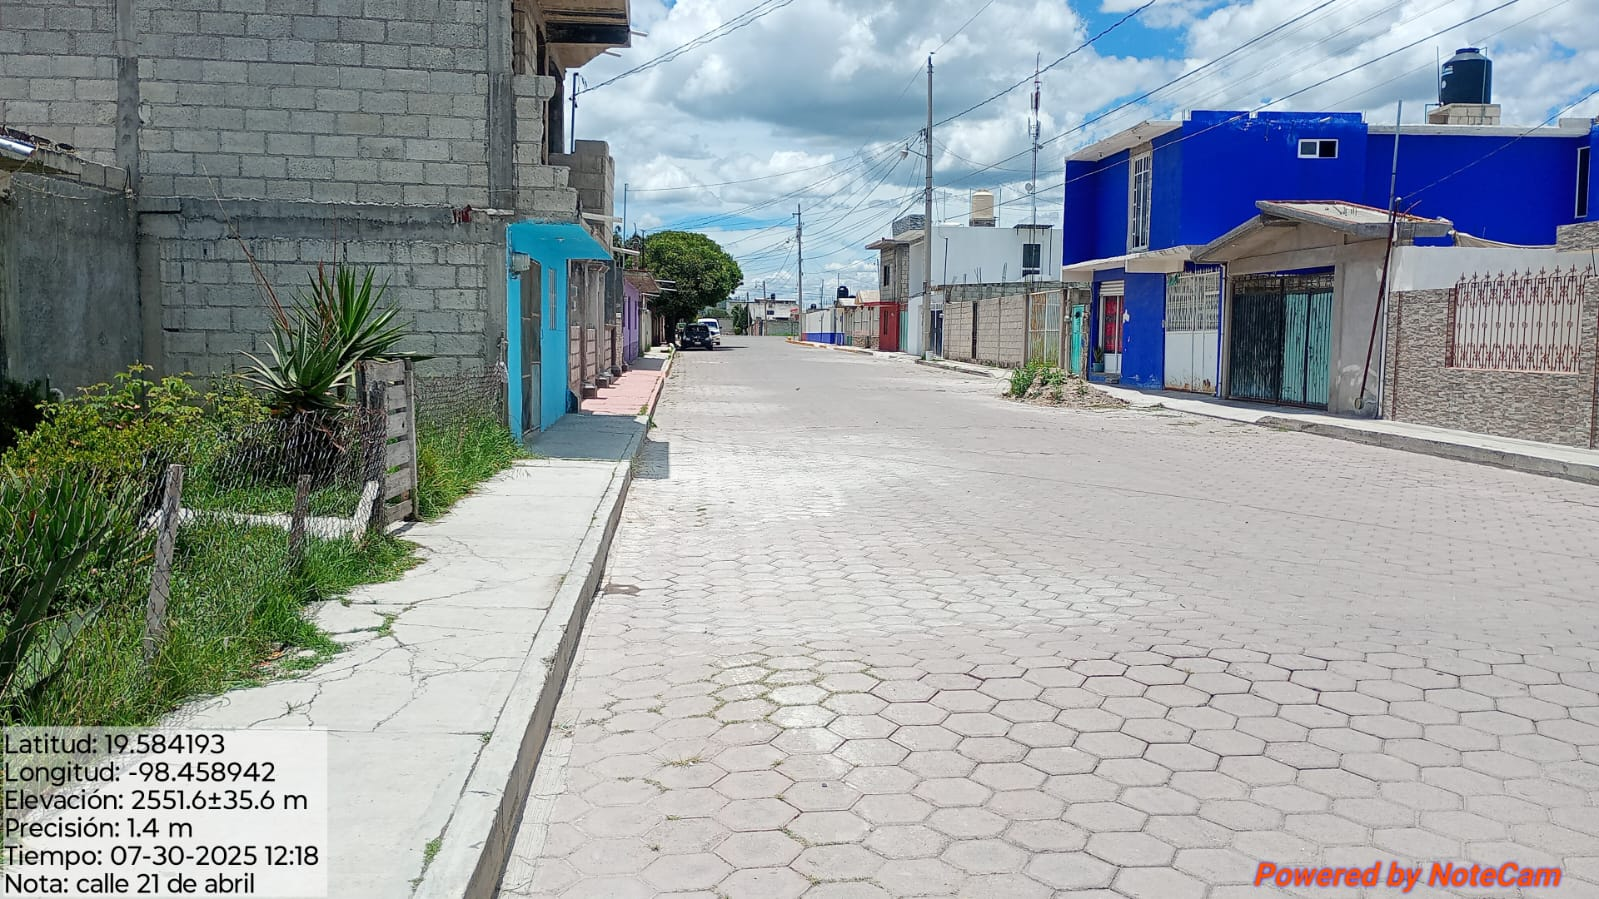 Latitud: 19.584193
Longitud: -98.458942
Elevación: 2551.6±35.6 m
Precisión: 1.4 m
Tiempo: 07-30-2025 12:18
Nota: calle 21 de abril
Powered by NoteCam